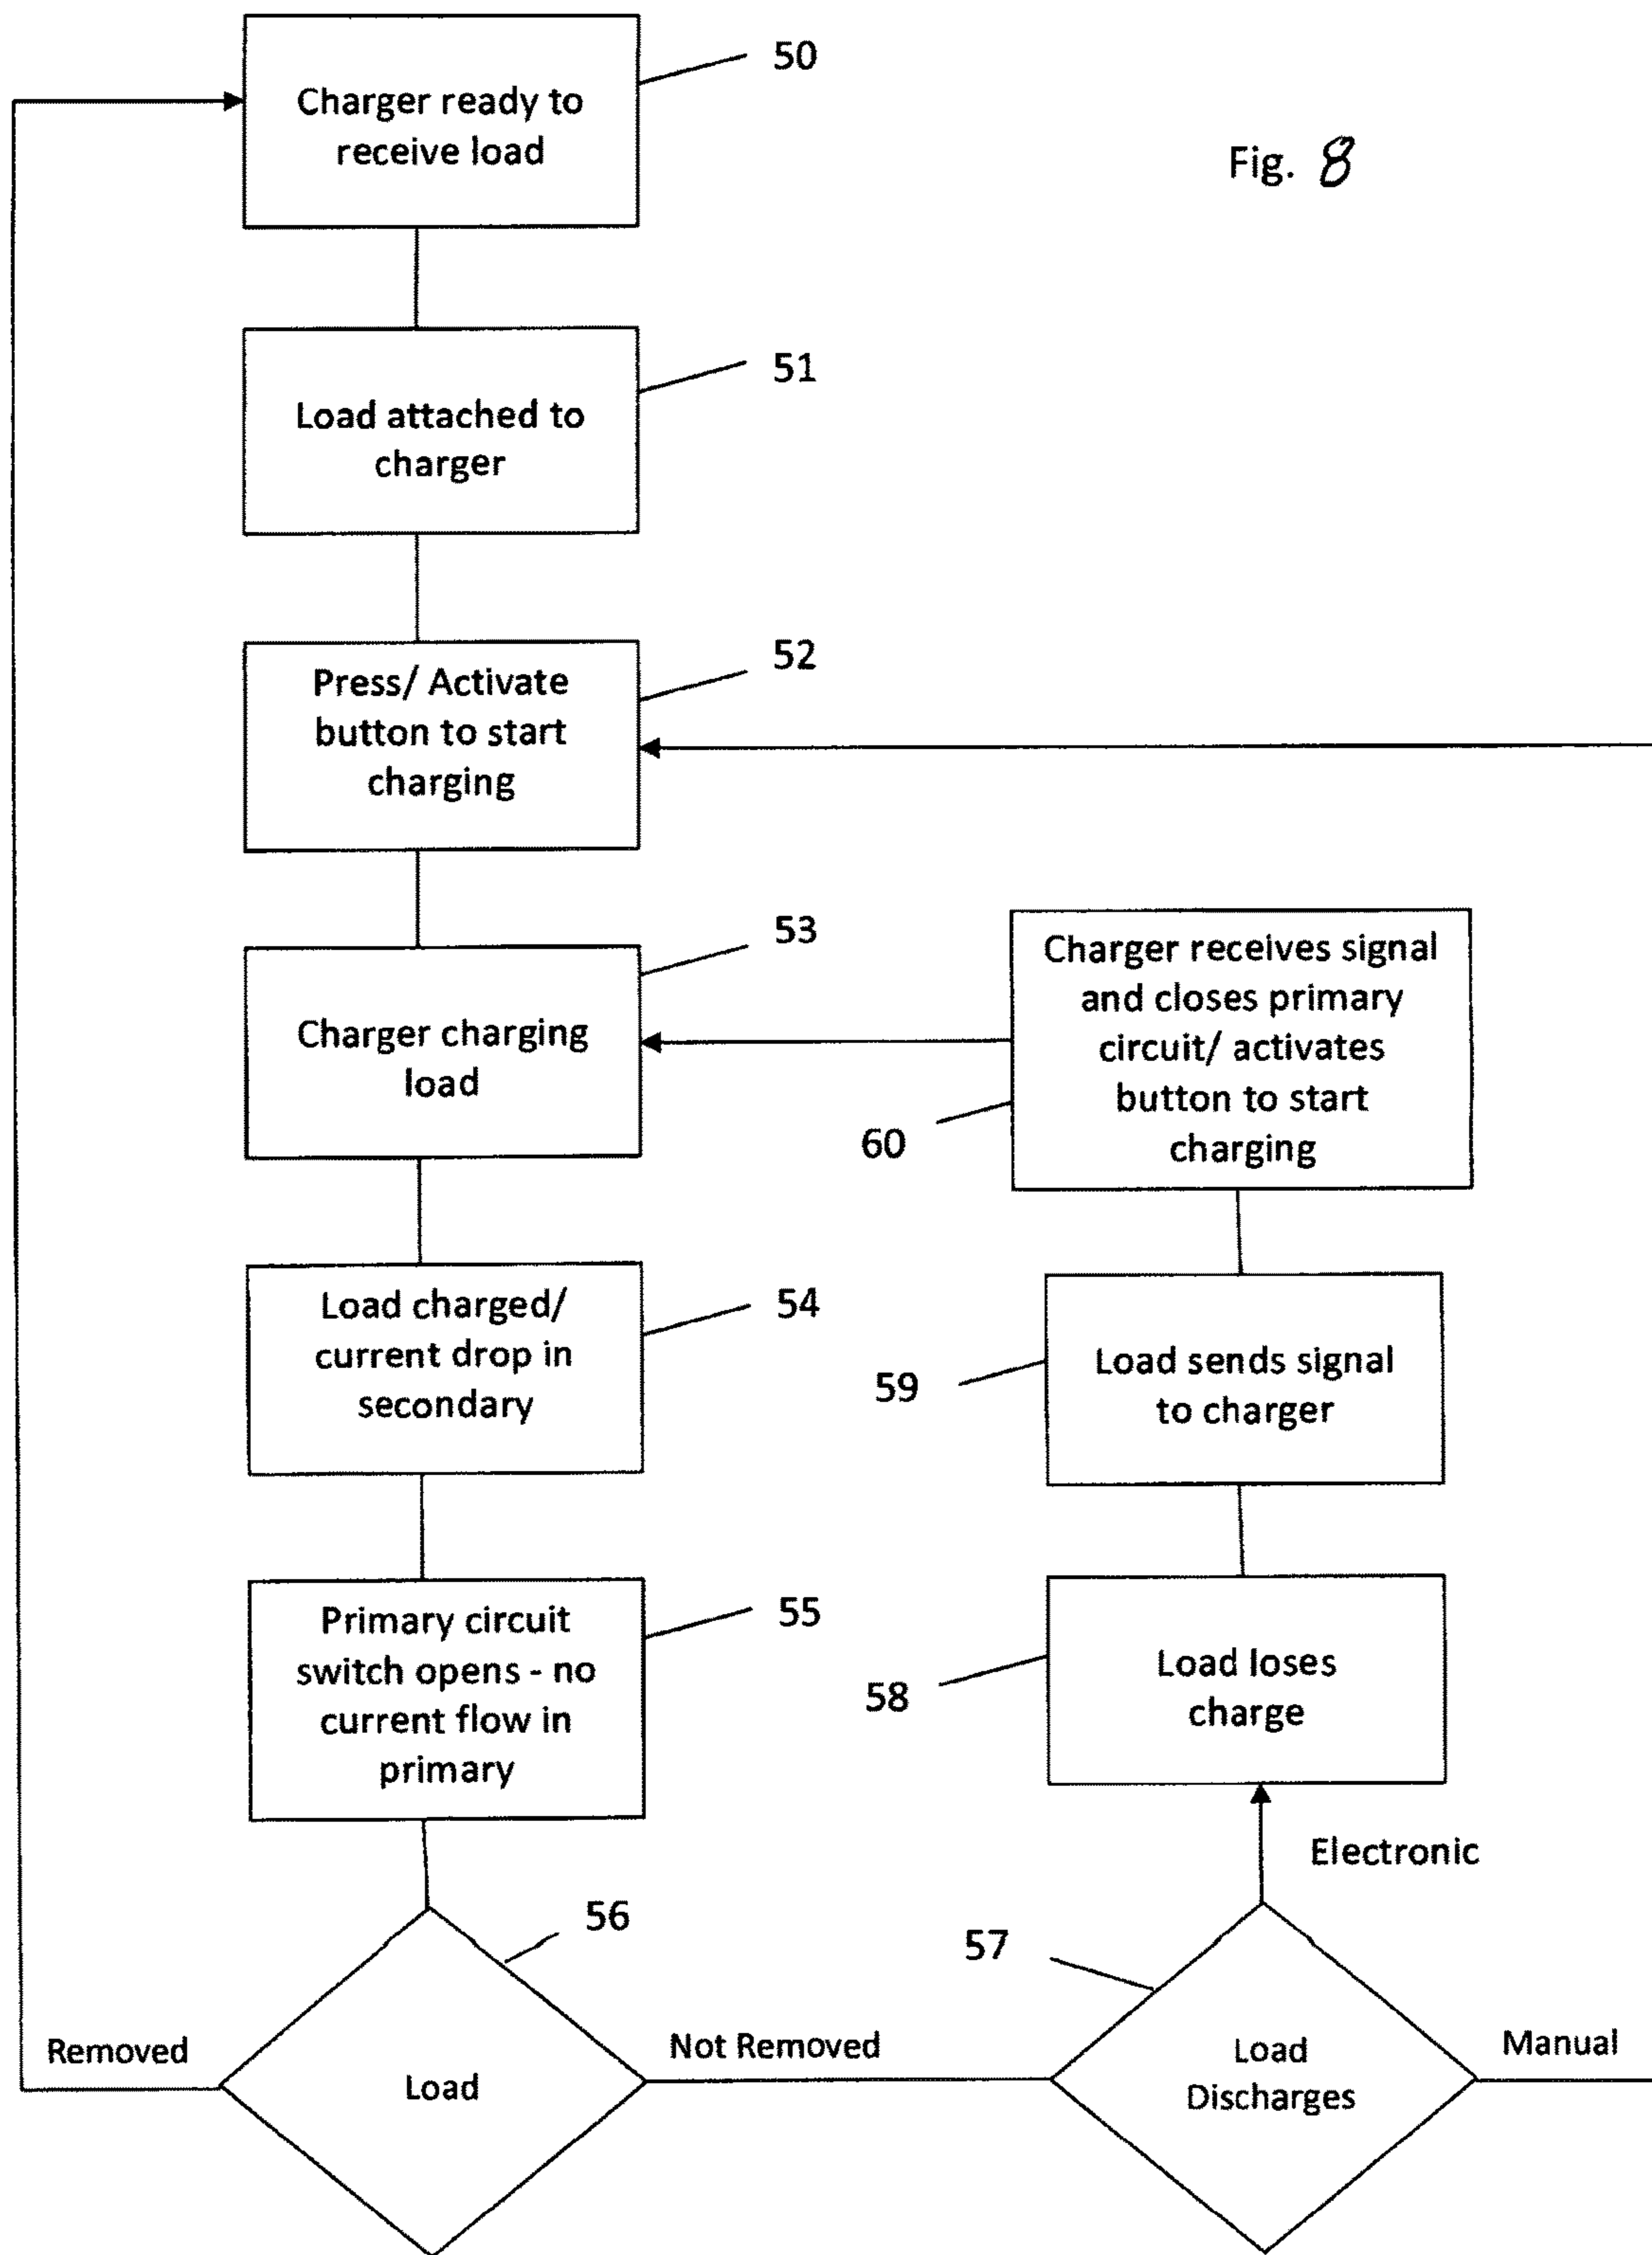 50
Charger ready to
receive load
Fig. 8
51
Load attached to
charger
52
Press/ Activate
button to start
charging
53
Charger charging
load
Charger receives signal
and closes primary
circuit/ activates
button to start
charging
60
54
Load charged/
current drop in
secondary
59
Load sends signal
to charger
55
Primary circuit
switch opens - no
current flow in
primary
58
Load loses
charge
Electronic
56
57
Removed
Load
Not Removed
Load
Discharges
Manual